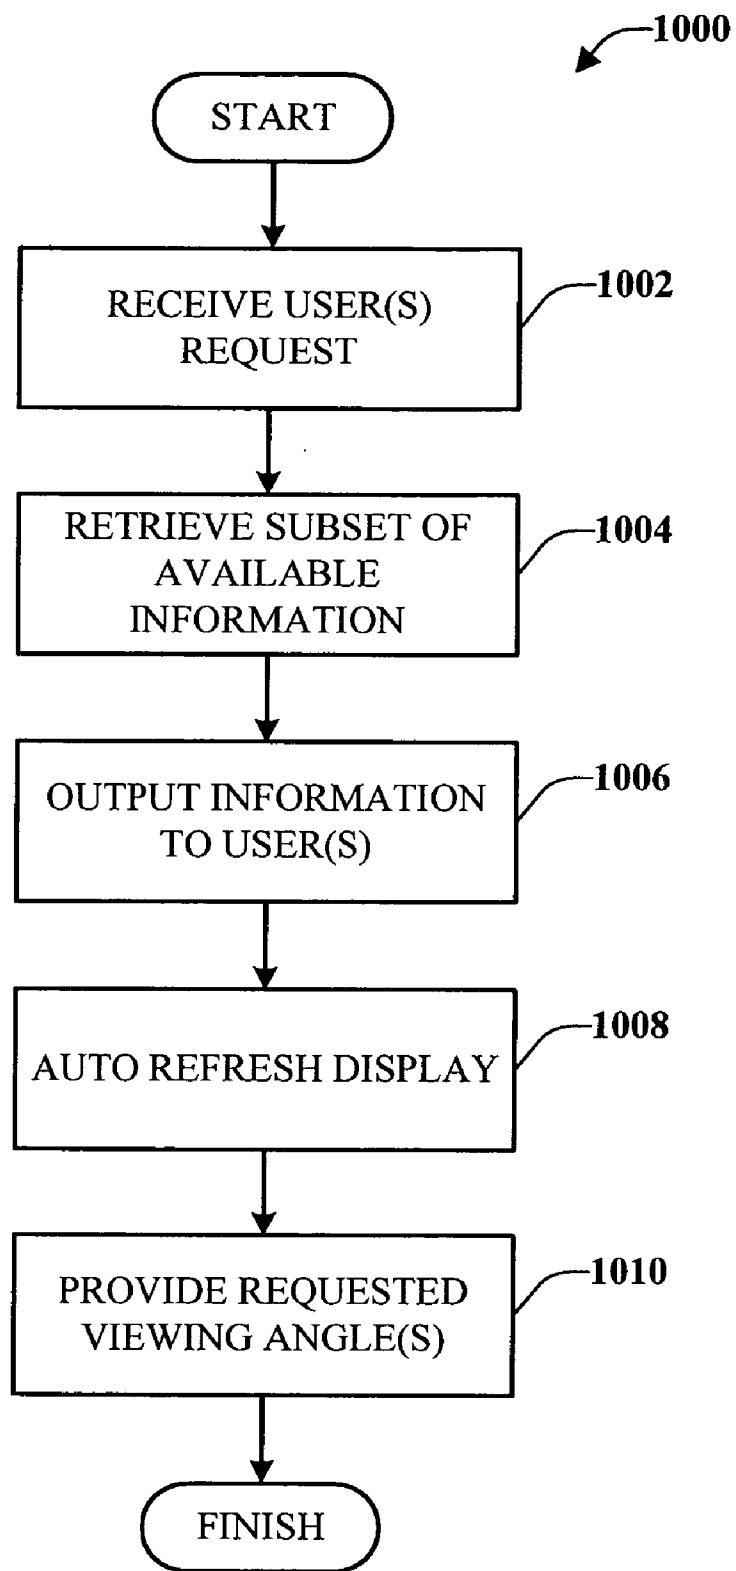 1000
START
RECEIVE USER(S)
REQUEST
1002
RETRIEVE SUBSET OF
AVAILABLE
INFORMATION
1004
OUTPUT INFORMATION
TO USER(S)
1006
AUTO REFRESH DISPLAY
1008
PROVIDE REQUESTED
VIEWING ANGLE(S)
1010
FINISH